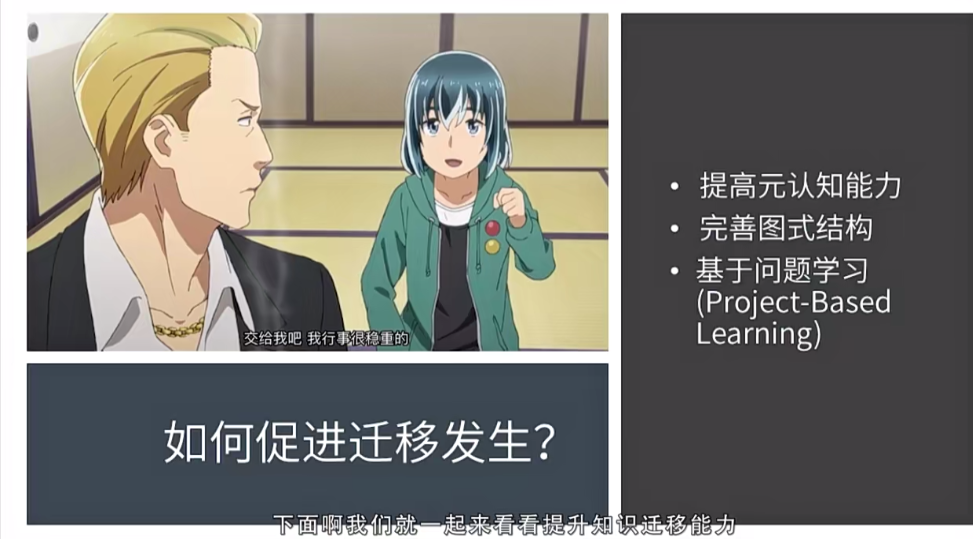 交给我吧 我行事很稳重的
如何促进迁移发生?
• 提高元认知能力
• 完善图式结构
• 基于问题学习
(Project-Based
Learning)
下面啊我们就一起来看看提升知识迁移能力